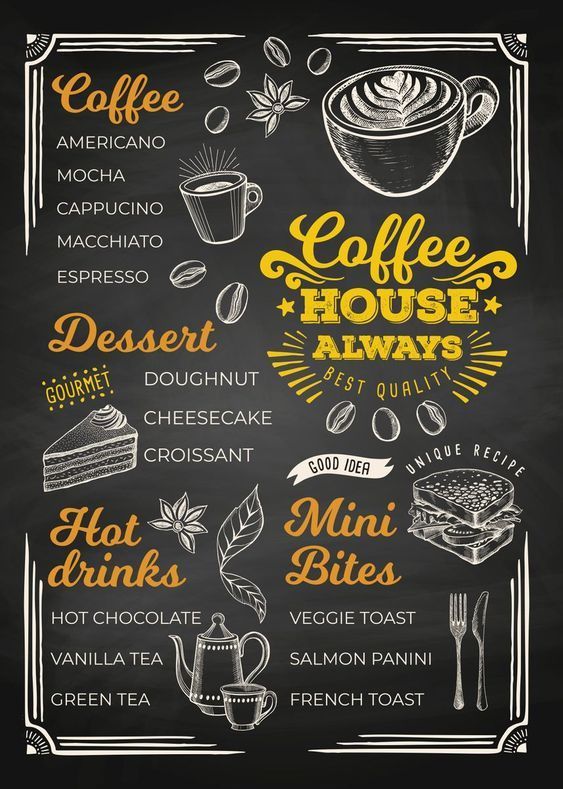 Coffee
AMERICANO
MOCHA
CAPPUCINO
MACCHIATO
ESPRESSO
Coffee
HOUSE
ALWAYS
BEST QUALITY
Dessert
GOURMET
DOUGHNUT
CHEESECAKE
CROISSANT
GOOD IDEA
UNIQUE RECIPE
Hot
drinks
HOT CHOCOLATE
VANILLA TEA
GREEN TEA
Mini
Bites
VEGGIE TOAST
SALMON PANINI
FRENCH TOAST